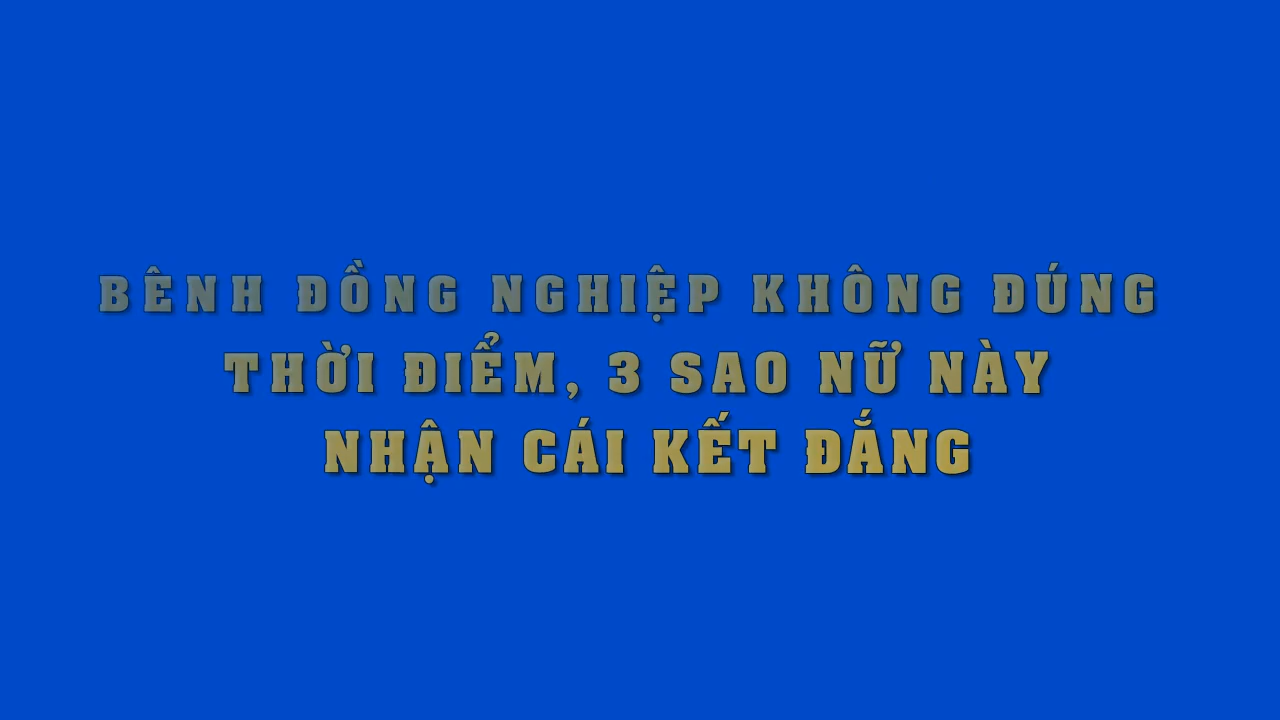 BÊNH ĐỒNG NGHIỆP KHÔNG ĐÚNG
THỜI ĐIỂM, 3 SAO NỮ NÀY
NHẬN CÁI KẾT ĐẮNG